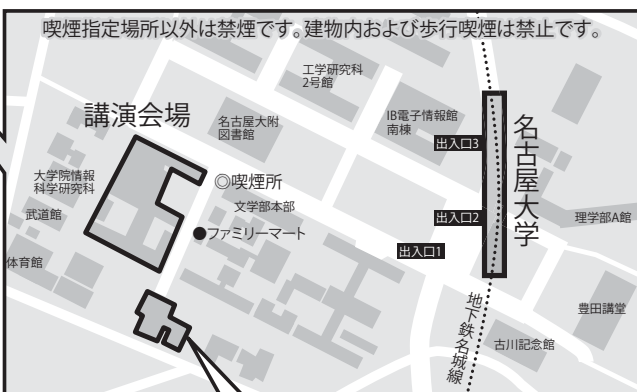 喫煙指定場所以外は禁煙です。建物内および歩行喫煙は禁止です。
工学研究科
2号館
講演会場
名古屋大附
図書館
IB電子情報館
南棟
出入口3
名古屋大学
大学院情報
科学研究科
◎喫煙所
武道館
文学部本部
出入口2
理学部A館
●ファミリーマート
出入口1
体育館
豊田講堂
地下鉄名城線
古川記念館